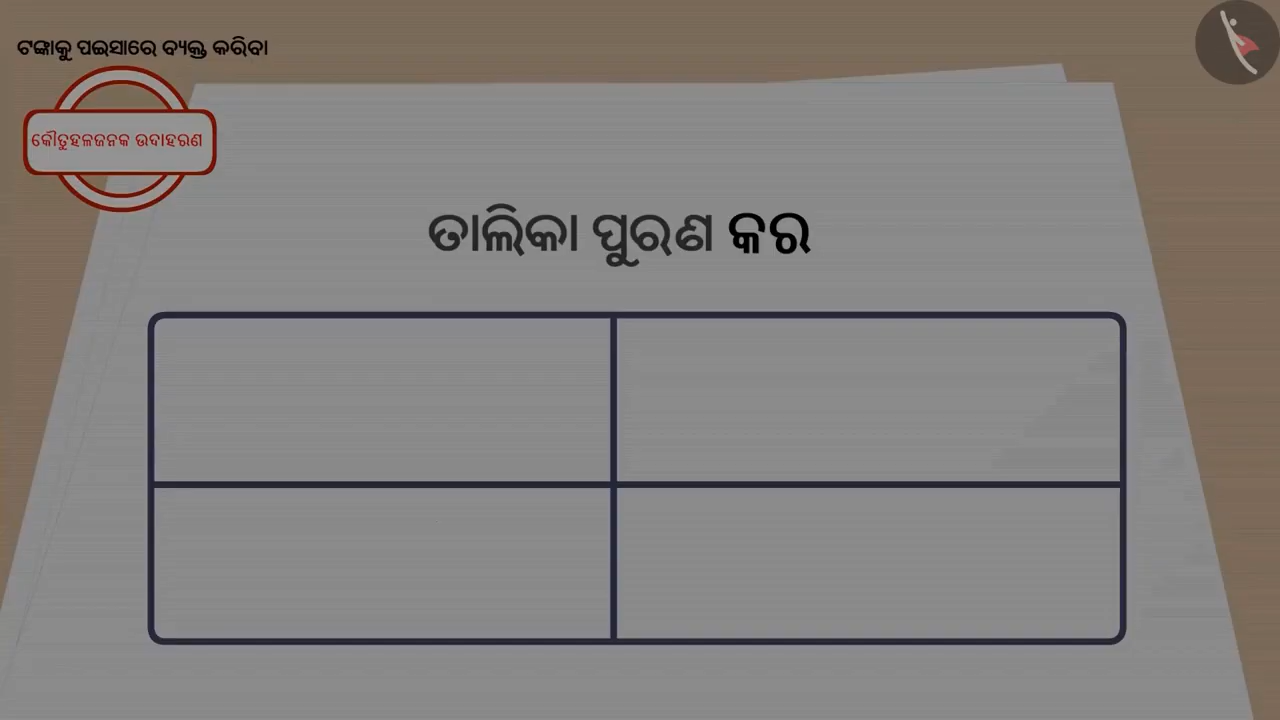 ଟଙ୍କାକୁ ପଇସାରେ ବ୍ୟକ୍ତ କରିବା
କୌତୁହଳଜନକ ଉଦାହରଣ
ତାଲିକା ପୁରଣ କର